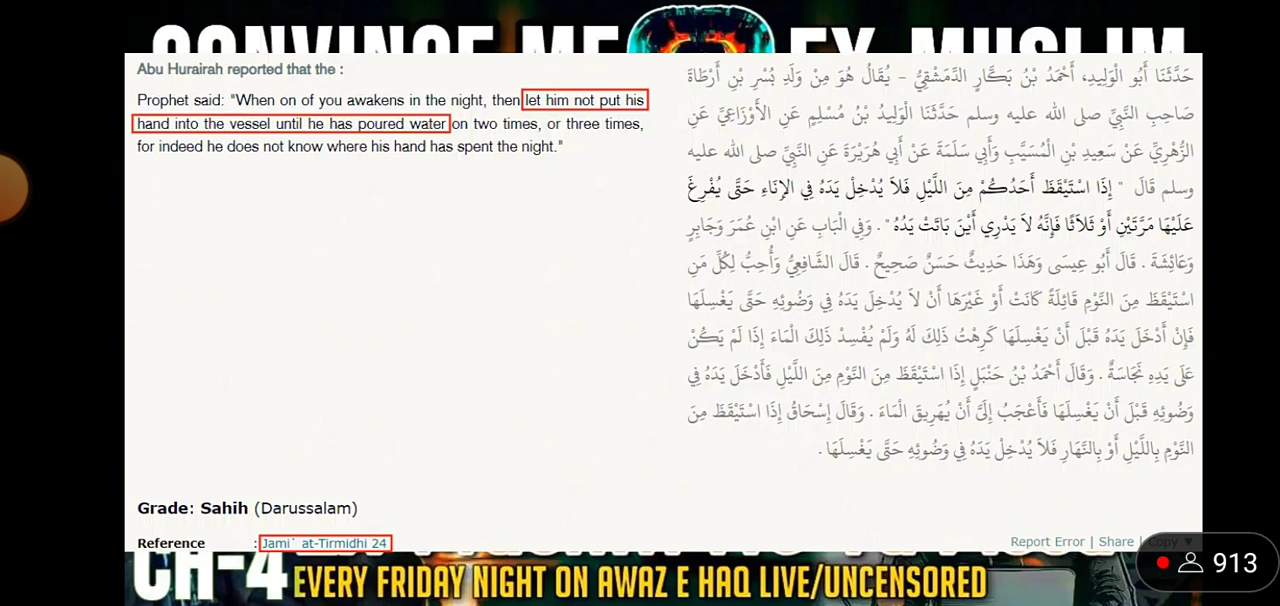 CONVINCE ME EX-MUSLIM
Abu Hurairah reported that the :
Prophet said: "When on of you awakens in the night, then let him not put his
hand into the vessel until he has poured water on two times, or three times,
for indeed he does not know where his hand has spent the night."
حَدَّثَنَا أَبُو الْوَلِيدِ، أَحْمَدُ بْنُ بَكَّارٍ الدِّمَشْقِيُّ - يُقَالُ هُوَ مِنْ وَلَدِ بُسْرِ بْنِ أَرْطَاةَ
صَاحِبِ النَّبِيِّ صلى الله عليه وسلم حَدَّثَنَا الْوَلِيدُ بْنُ مُسْلِمٍ عَنِ الأَوْزَاعِيِّ عَنِ
الزُّهْرِيِّ عَنْ سَعِيدِ بْنِ الْمُسَيَّبِ وَأَبِي سَلَمَةَ عَنْ أَبِي هُرَيْرَةَ عَنِ النَّبِيِّ صلى الله عليه
وسلم قَالَ " إِذَا اسْتَيْقَظَ أَحَدُكُمْ مِنَ اللَّيْلِ فَلاَ يُدْخِلْ يَدَهُ فِي الإِنَاءِ حَتَّى يُفْرِغَ
عَلَيْهَا مَرَّتَيْنِ أَوْ ثَلاَثًا فَإِنَّهُ لاَ يَدْرِي أَيْنَ بَاتَتْ يَدُهُ " . وَفِي الْبَابِ عَنِ ابْنِ عُمَرَ وَجَابِرٍ
وَعَائِشَةَ . قَالَ أَبُو عِيسَى وَهَذَا حَدِيثٌ حَسَنٌ صَحِيحٌ . قَالَ الشَّافِعِيُّ وَأُحِبُّ لِكُلِّ مَنِ
اسْتَيْقَظَ مِنَ النَّوْمِ قَائِلَةً كَانَتْ أَوْ غَيْرَهَا أَنْ لاَ يُدْخِلَ يَدَهُ فِي وَضُوئِهِ حَتَّى يَغْسِلَهَا
فَإِنْ أَدْخَلَ يَدَهُ قَبْلَ أَنْ يَغْسِلَهَا كَرِهْتُ ذَلِكَ لَهُ وَلَمْ يُفْسِدْ ذَلِكَ الْمَاءَ إِذَا لَمْ يَكُنْ
عَلَى يَدِهِ نَجَاسَةٌ . وَقَالَ أَحْمَدُ بْنُ حَنْبَلٍ إِذَا اسْتَيْقَظَ مِنَ النَّوْمِ مِنَ اللَّيْلِ فَأَدْخَلَ يَدَهُ فِي
وَضُوئِهِ قَبْلَ أَنْ يَغْسِلَهَا فَأَعْجَبُ إِلَىَّ أَنْ يُهَرِيقَ الْمَاءَ . وَقَالَ إِسْحَاقُ إِذَا اسْتَيْقَظَ مِنَ
النَّوْمِ بِاللَّيْلِ أَوْ بِالنَّهَارِ فَلاَ يُدْخِلْ يَدَهُ فِي وَضُوئِهِ حَتَّى يَغْسِلَهَا .
Grade: Sahih (Darussalam)
Reference : Jami` at-Tirmidhi 24
Report Error | Share | Copy ▼
913
CH-4
EVERY FRIDAY NIGHT ON AWAZ E HAQ LIVE/UNCENSORED